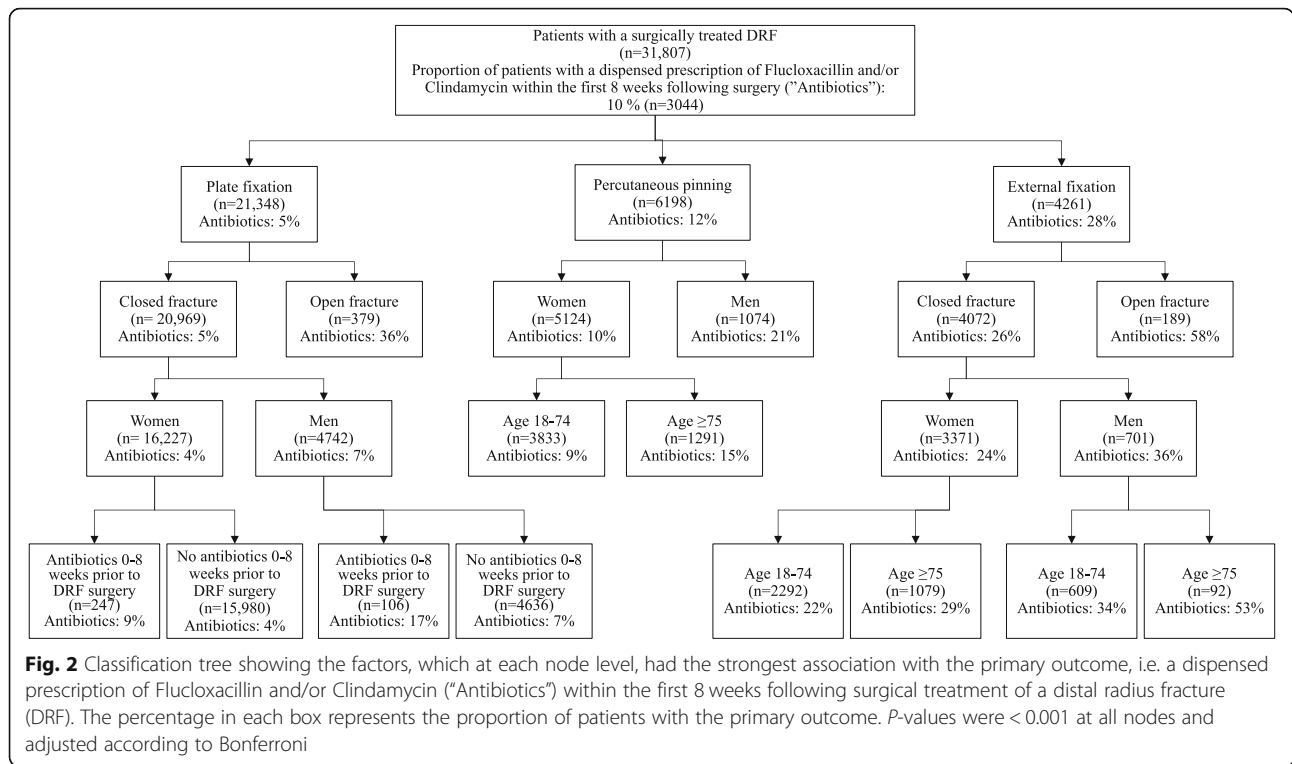 Patients with a surgically treated DRF
(n=31,807)
Proportion of patients with a dispensed prescription of Flucloxacillin and/or
Clindamycin within the first 8 weeks following surgery ("Antibiotics"):
10 % (n=3044)
Plate fixation
(n=21,348)
Antibiotics: 5%
Percutaneous pinning
(n=6198)
Antibiotics: 12%
External fixation
(n=4261)
Antibiotics: 28%
Closed fracture
(n= 20,969)
Antibiotics: 5%
Open fracture
(n=379)
Antibiotics: 36%
Women
(n=5124)
Antibiotics: 10%
Men
(n=1074)
Antibiotics: 21%
Closed fracture
(n=4072)
Antibiotics: 26%
Open fracture
(n=189)
Antibiotics: 58%
Women
(n= 16,227)
Antibiotics: 4%
Men
(n=4742)
Antibiotics: 7%
Age 18-74
(n=3833)
Antibiotics: 9%
Age ≥75
(n=1291)
Antibiotics: 15%
Women
(n=3371)
Antibiotics: 24%
Men
(n=701)
Antibiotics: 36%
Antibiotics 0-8
weeks prior to
DRF surgery
(n=247)
Antibiotics: 9%
No antibiotics 0-8
weeks prior to
DRF surgery
(n=15,980)
Antibiotics: 4%
Antibiotics 0-8
weeks prior to
DRF surgery
(n=106)
Antibiotics: 17%
No antibiotics 0-8
weeks prior to
DRF surgery
(n=4636)
Antibiotics: 7%
Age 18-74
(n=2292)
Antibiotics: 22%
Age ≥75
(n=1079)
Antibiotics: 29%
Age 18-74
(n=609)
Antibiotics: 34%
Age ≥75
(n=92)
Antibiotics: 53%
Fig. 2 Classification tree showing the factors, which at each node level, had the strongest association with the primary outcome, i.e. a dispensed
prescription of Flucloxacillin and/or Clindamycin ("Antibiotics") within the first 8 weeks following surgical treatment of a distal radius fracture
(DRF). The percentage in each box represents the proportion of patients with the primary outcome. P-values were < 0.001 at all nodes and
adjusted according to Bonferroni